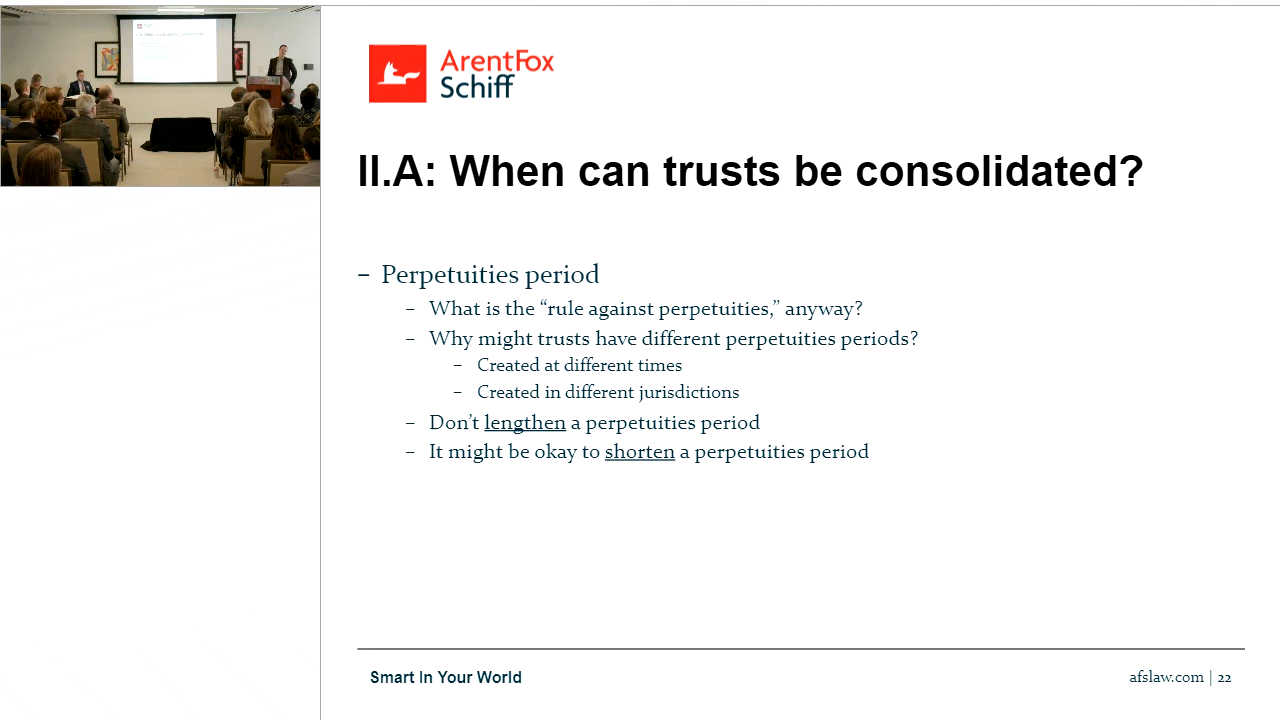 ArentFox
Schiff
II.A: When can trusts be consolidated?
– Perpetuities period
– What is the “rule against perpetuities,” anyway?
– Why might trusts have different perpetuities periods?
– Created at different times
– Created in different jurisdictions
– Don’t lengthen a perpetuities period
– It might be okay to shorten a perpetuities period
Smart In Your World
afslaw.com | 22